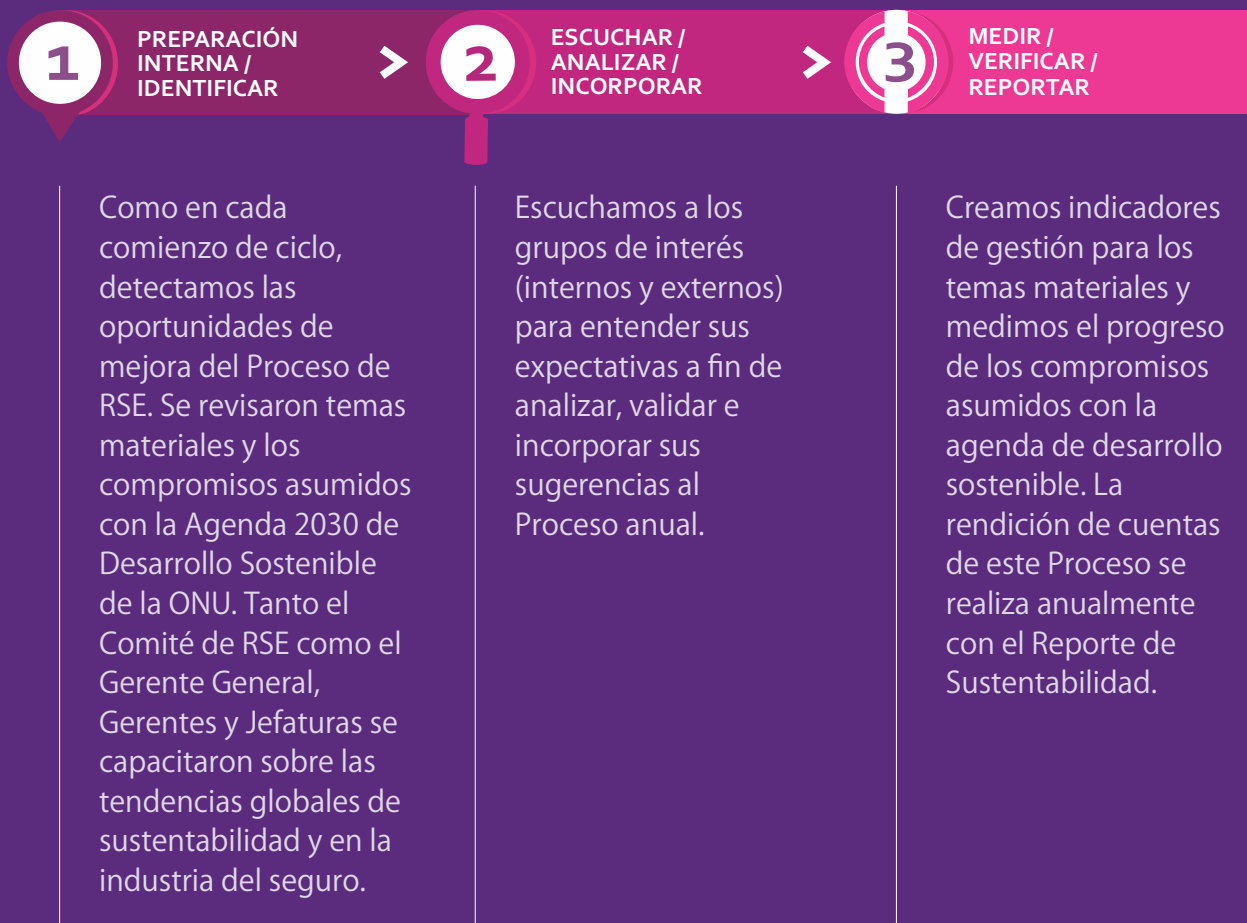 1
PREPARACIÓN
INTERNA /
IDENTIFICAR
>
2
ESCUCHAR /
ANALIZAR /
INCORPORAR
>
3
MEDIR /
VERIFICAR /
REPORTAR
Como en cada
comienzo de ciclo,
detectamos las
oportunidades de
mejora del Proceso de
RSE. Se revisaron temas
materiales y los
compromisos asumidos
con la Agenda 2030 de
Desarrollo Sostenible
de la ONU. Tanto el
Comité de RSE como el
Gerente General,
Gerentes y Jefaturas se
capacitaron sobre las
tendencias globales de
sustentabilidad y en la
industria del seguro.
Escuchamos a los
grupos de interés
(internos y externos)
para entender sus
expectativas a fin de
analizar, validar e
incorporar sus
sugerencias al
Proceso anual.
Creamos indicadores
de gestión para los
temas materiales y
medimos el progreso
de los compromisos
asumidos con la
agenda de desarrollo
sostenible. La
rendición de cuentas
de este Proceso se
realiza anualmente
con el Reporte de
Sustentabilidad.